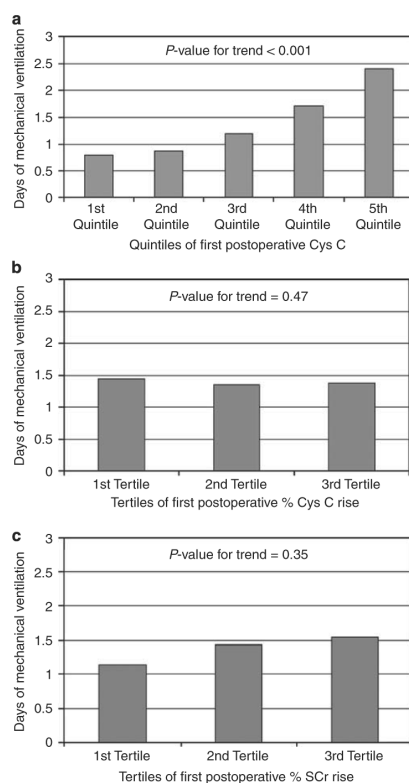 a
P-value for trend < 0.001
Days of mechanical ventilation
3
2.5
2
1.5
1
0.5
0
1st Quintile
2nd Quintile
3rd Quintile
4th Quintile
5th Quintile
Quintiles of first postoperative Cys C
b
P-value for trend = 0.47
Days of mechanical ventilation
3
2.5
2
1.5
1
0.5
0
1st Tertile
2nd Tertile
3rd Tertile
Tertiles of first postoperative % Cys C rise
c
P-value for trend = 0.35
Days of mechanical ventilation
3
2.5
2
1.5
1
0.5
0
1st Tertile
2nd Tertile
3rd Tertile
Tertiles of first postoperative % SCr rise